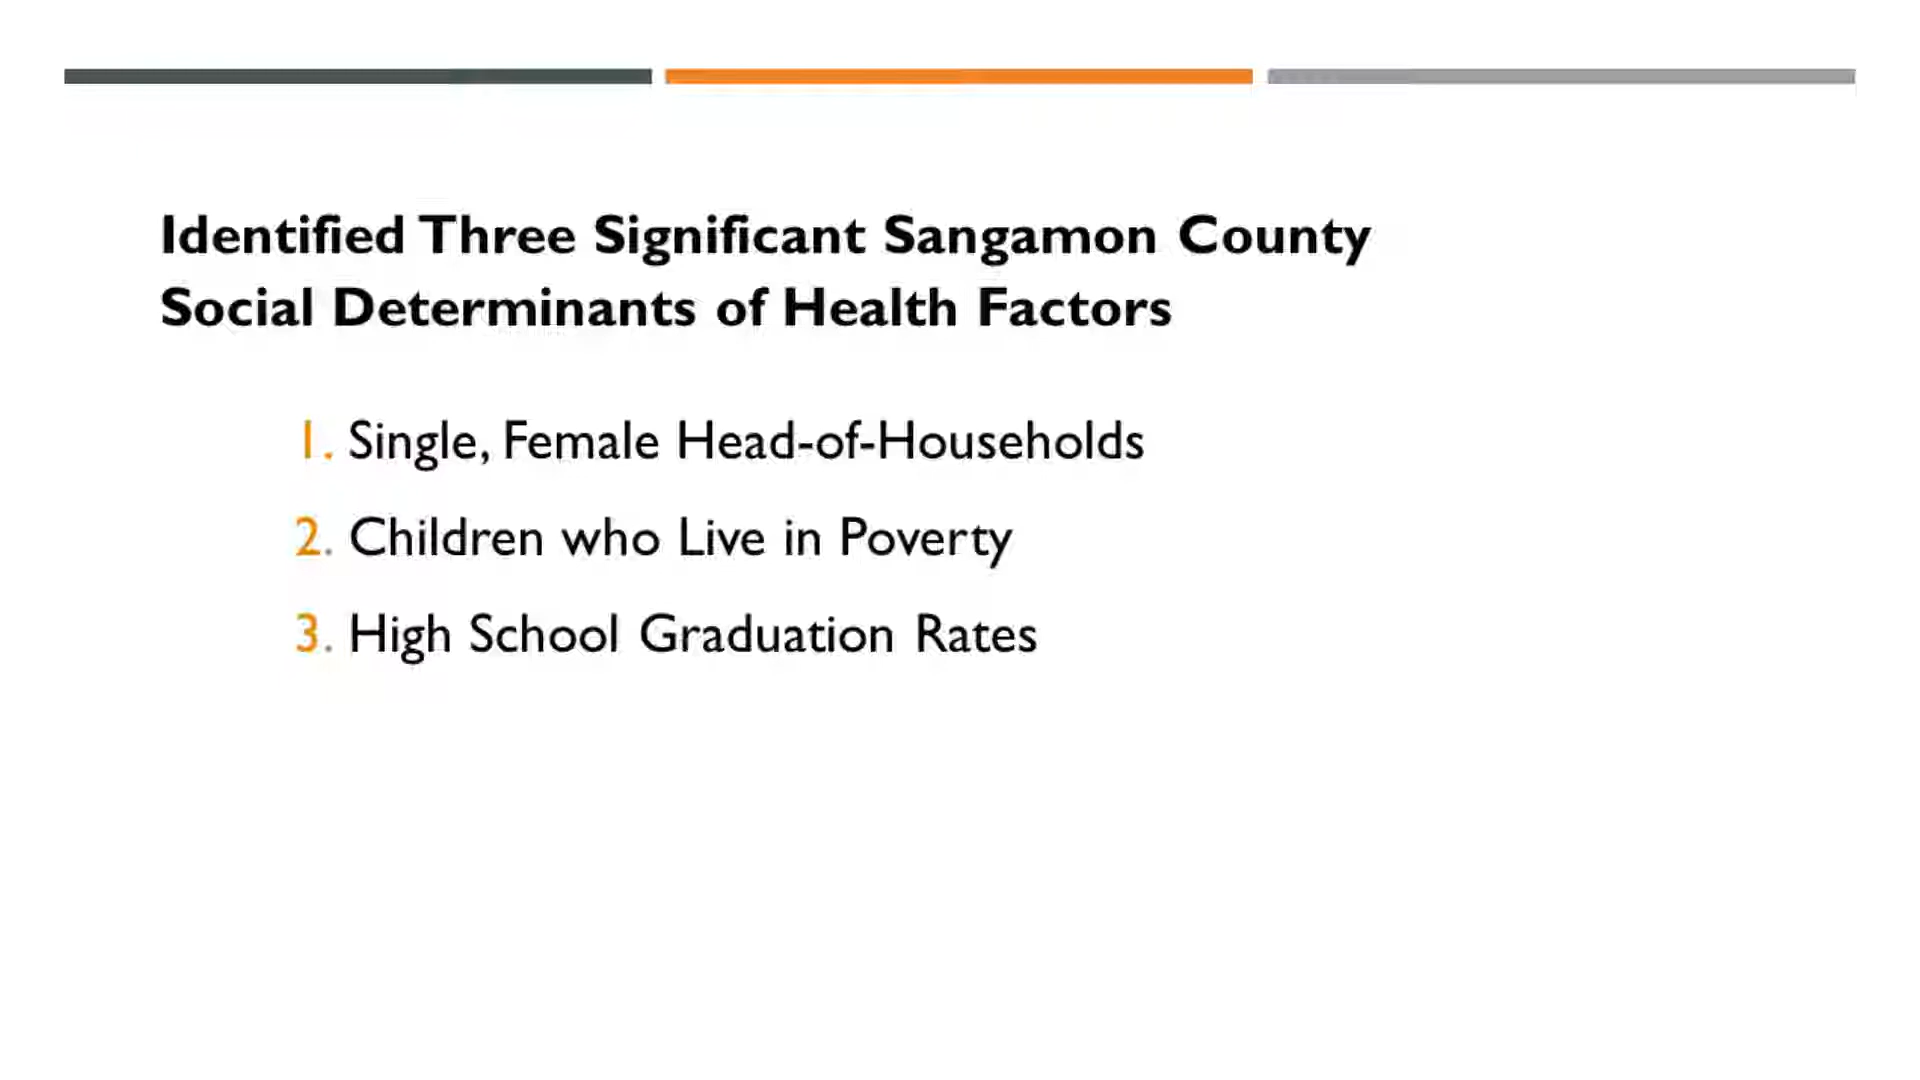 Identified Three Significant Sangamon County
Social Determinants of Health Factors
1. Single, Female Head-of-Households
2. Children who Live in Poverty
3. High School Graduation Rates